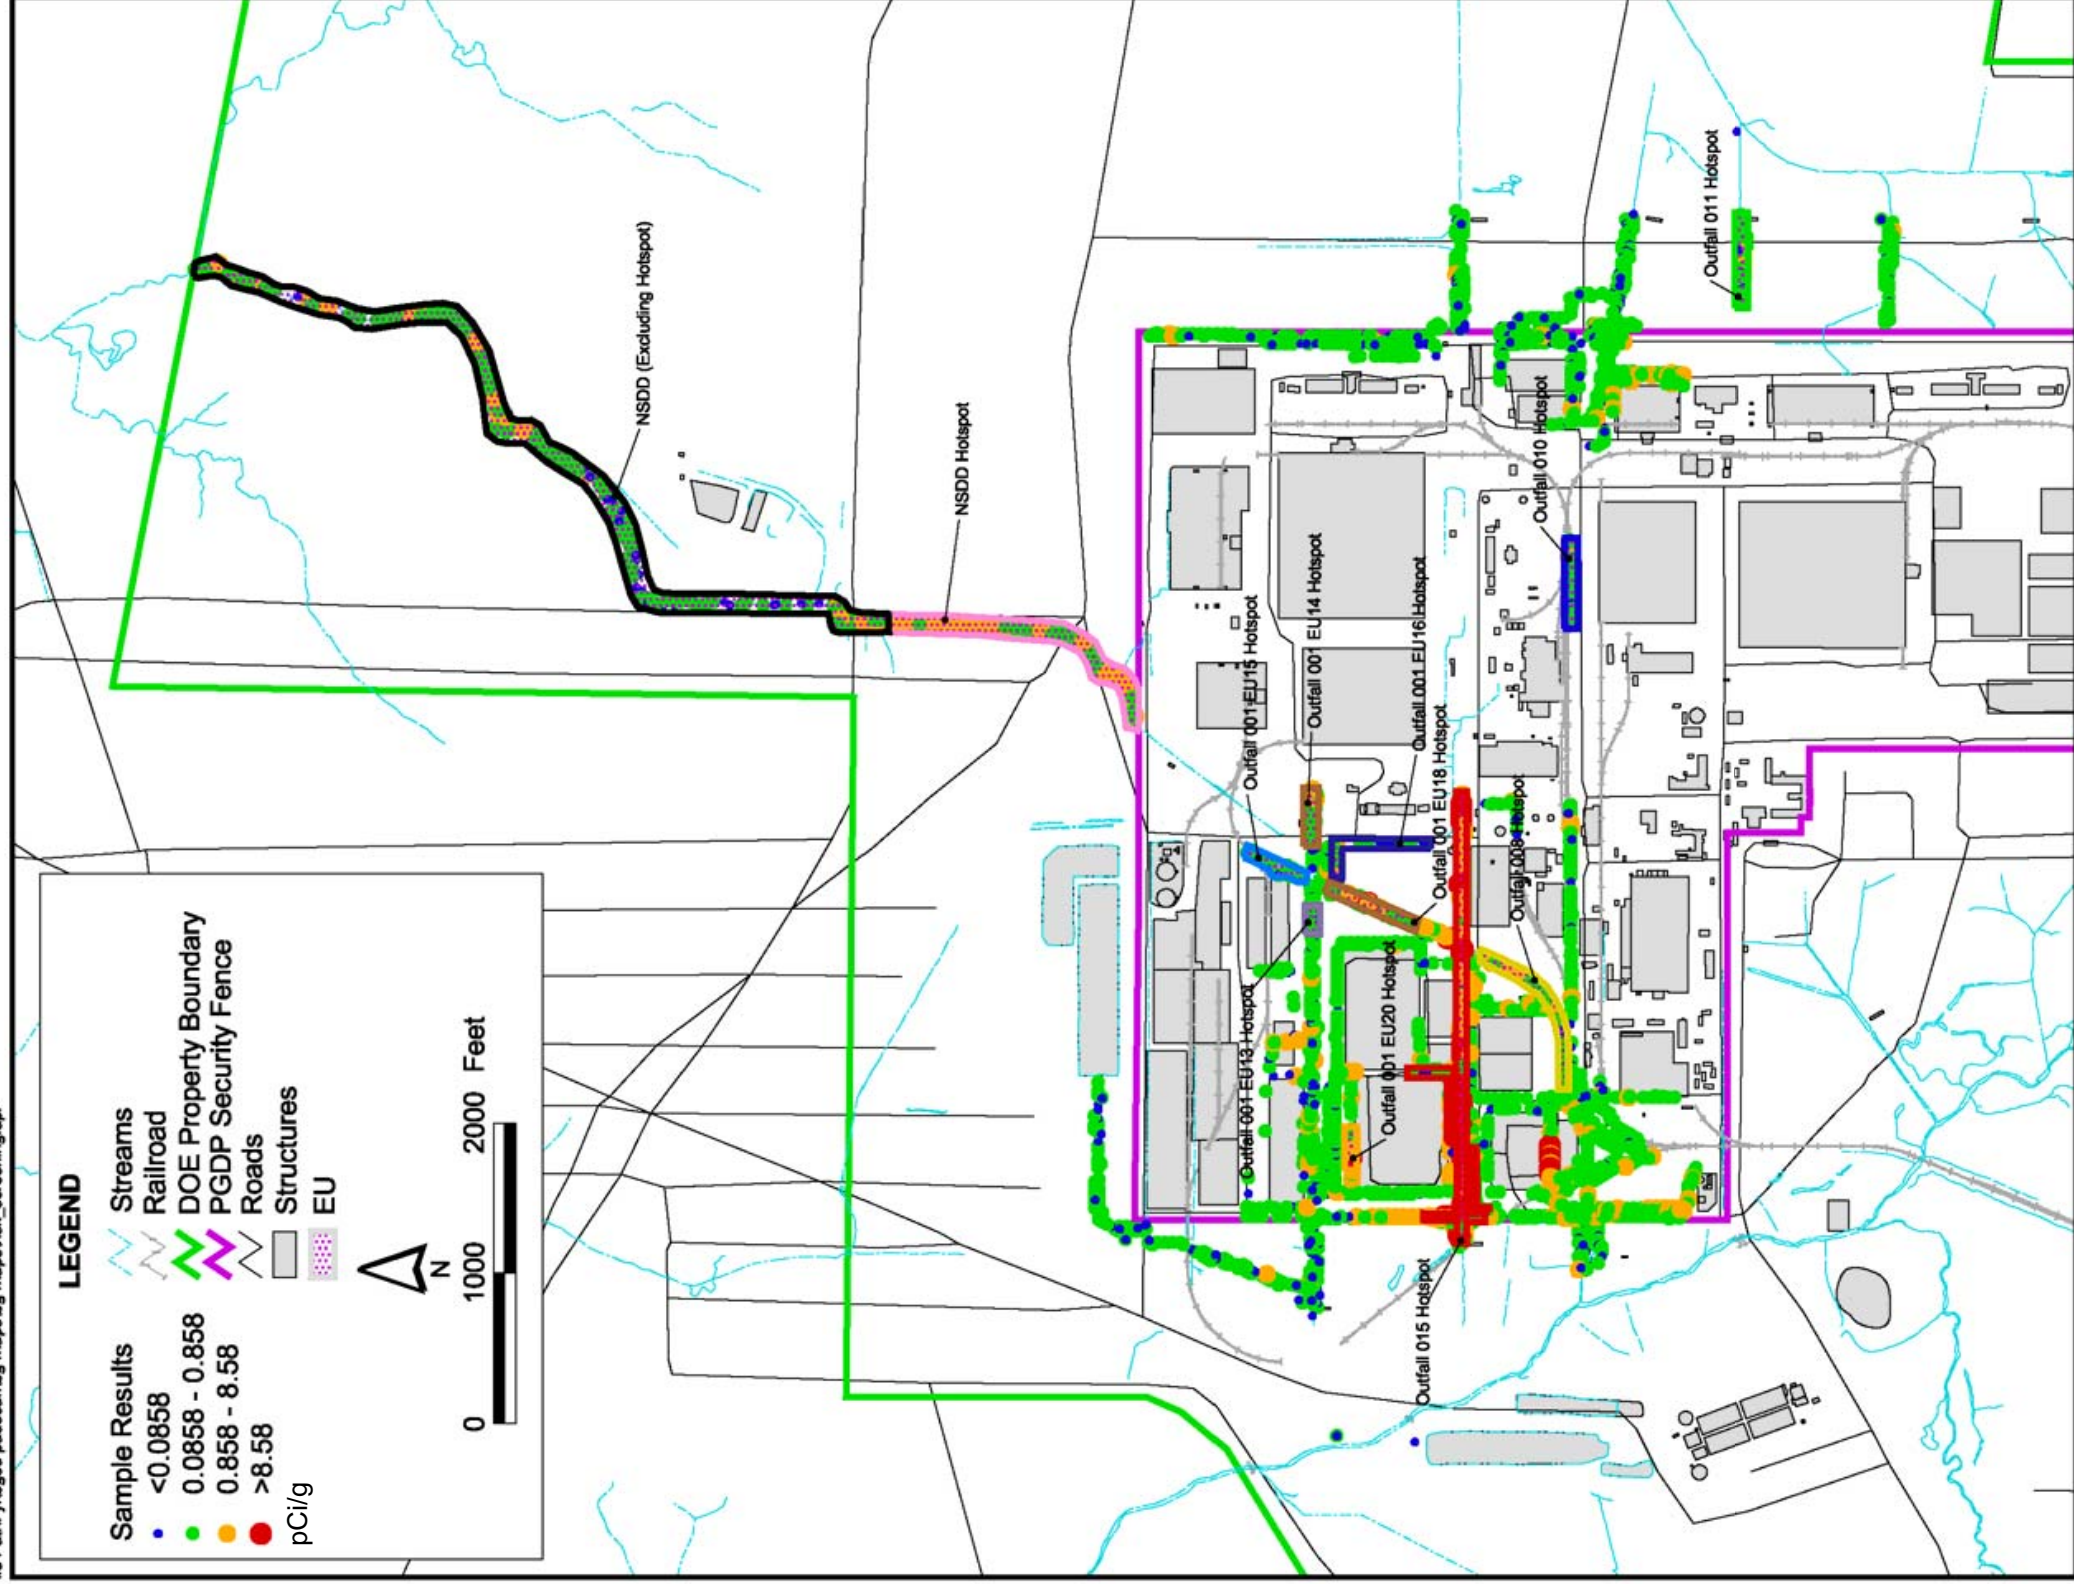 LEGEND
Sample Results
<0.0858
0.0858 - 0.858
0.858 - 8.58
>8.58
pCi/g
Streams
Railroad
DOE Property Boundary
PGDP Security Fence
Roads
Structures
EU
N
0 1000 2000 Feet
NSDD (Excluding Hotspot)
NSDD Hotspot
Outfall 011 Hotspot
Outfall 010 Hotspot
Outfall 001 EU15 Hotspot
Outfall 001 EU14 Hotspot
Outfall 001 EU16 Hotspot
Outfall 001 EU18 Hotspot
Outfall 008 Hotspot
Outfall 001 EU13 Hotspot
Outfall 001 EU20 Hotspot
Outfall 015 Hotspot